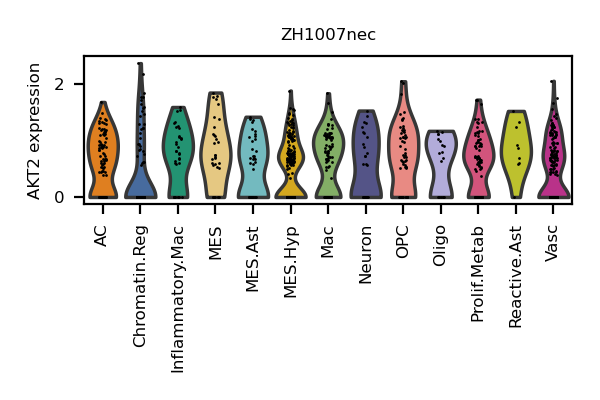 ZH1007nec
AKT2 expression
2
0
AC
Chromatin.Reg
Inflammatory.Mac
MES
MES.Ast
MES.Hyp
Mac
Neuron
OPC
Oligo
Prolif.Metab
Reactive.Ast
Vasc